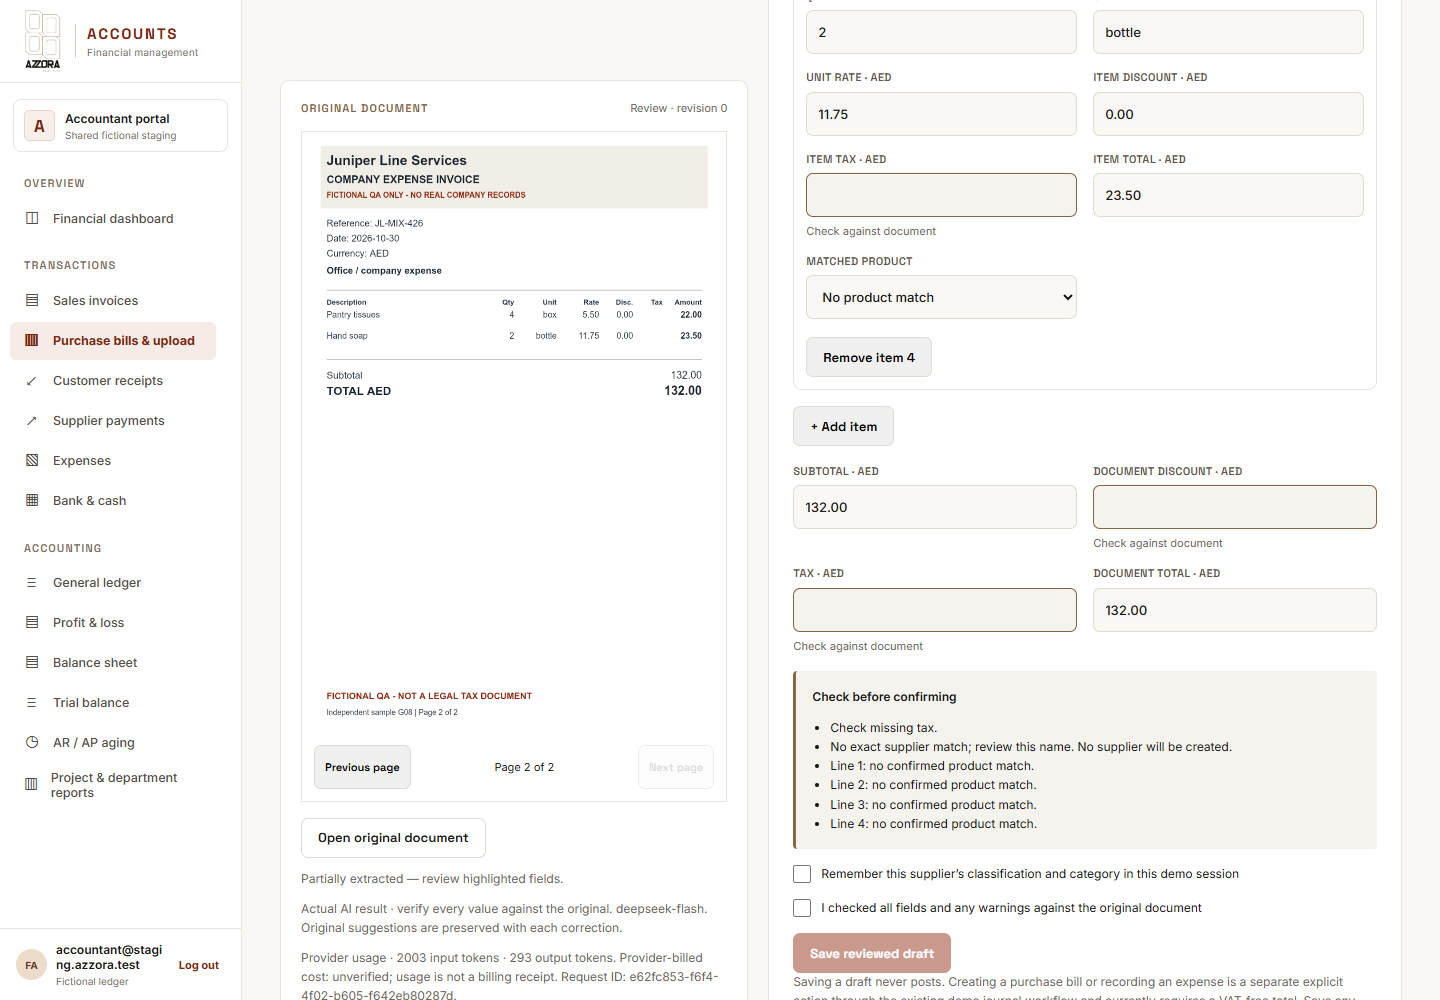 AZZORA
ACCOUNTS
Financial management
A
Accountant portal
Shared fictional staging
OVERVIEW
Financial dashboard
TRANSACTIONS
Sales invoices
Purchase bills & upload
Customer receipts
Supplier payments
Expenses
Bank & cash
ACCOUNTING
General ledger
Profit & loss
Balance sheet
Trial balance
AR / AP aging
Project & department
reports
FA
accountant@stagi
ng.azzora.test
Fictional ledger
Log out
ORIGINAL DOCUMENT
Review · revision 0
Juniper Line Services
COMPANY EXPENSE INVOICE
FICTIONAL QA ONLY - NO REAL COMPANY RECORDS
Reference: JL-MIX-426
Date: 2026-10-30
Currency: AED
Office / company expense
Description Qty Unit Rate Disc. Tax Amount
Pantry tissues 4 box 5.50 0.00 22.00
Hand soap 2 bottle 11.75 0.00 23.50
Subtotal 132.00
TOTAL AED 132.00
FICTIONAL QA - NOT A LEGAL TAX DOCUMENT
Independent sample G08 | Page 2 of 2
Previous page
Page 2 of 2
Next page
Open original document
Partially extracted — review highlighted fields.
Actual AI result · verify every value against the original. deepseek-flash.
Original suggestions are preserved with each correction.
Provider usage · 2003 input tokens · 293 output tokens. Provider-billed
cost: unverified; usage is not a billing receipt. Request ID: e62fc853-f6f4-
4f02-b605-f642eb80287d.
2
bottle
UNIT RATE · AED
ITEM DISCOUNT · AED
11.75
0.00
ITEM TAX · AED
ITEM TOTAL · AED
23.50
Check against document
MATCHED PRODUCT
No product match
Remove item 4
+ Add item
SUBTOTAL · AED
DOCUMENT DISCOUNT · AED
132.00
Check against document
TAX · AED
DOCUMENT TOTAL · AED
132.00
Check against document
Check before confirming
• Check missing tax.
• No exact supplier match; review this name. No supplier will be created.
• Line 1: no confirmed product match.
• Line 2: no confirmed product match.
• Line 3: no confirmed product match.
• Line 4: no confirmed product match.
Remember this supplier’s classification and category in this demo session
I checked all fields and any warnings against the original document
Save reviewed draft
Saving a draft never posts. Creating a purchase bill or recording an expense is a separate explicit
action through the existing demo journal workflow and currently requires a VAT-free total. Save any